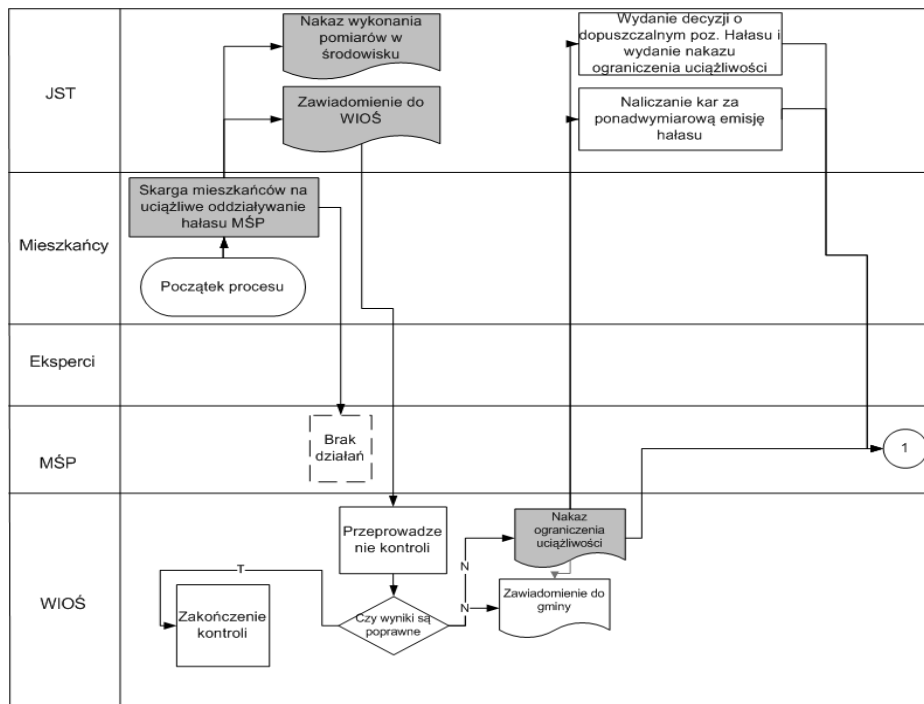 JST
Nakaz wykonania
pomiarów w
środowisku
Zawiadomienie do
WIOŚ
Wydanie decyzji o
dopuszczalnym poz. Hałasu i
wydanie nakazu
ograniczenia uciążliwości
Naliczanie kar za
ponadwymiarową emisję
hałasu
Mieszkańcy
Skarga mieszkańców na
uciążliwe oddziaływanie
hałasu MŚP
Początek procesu
Eksperci
MŚP
Brak
działań
1
WIOŚ
Przeprowadze
nie kontroli
Nakaz
ograniczenia
uciążliwości
N
T
N
Zakończenie
kontroli
Czy wyniki są
poprawne
Zawiadomienie do
gminy